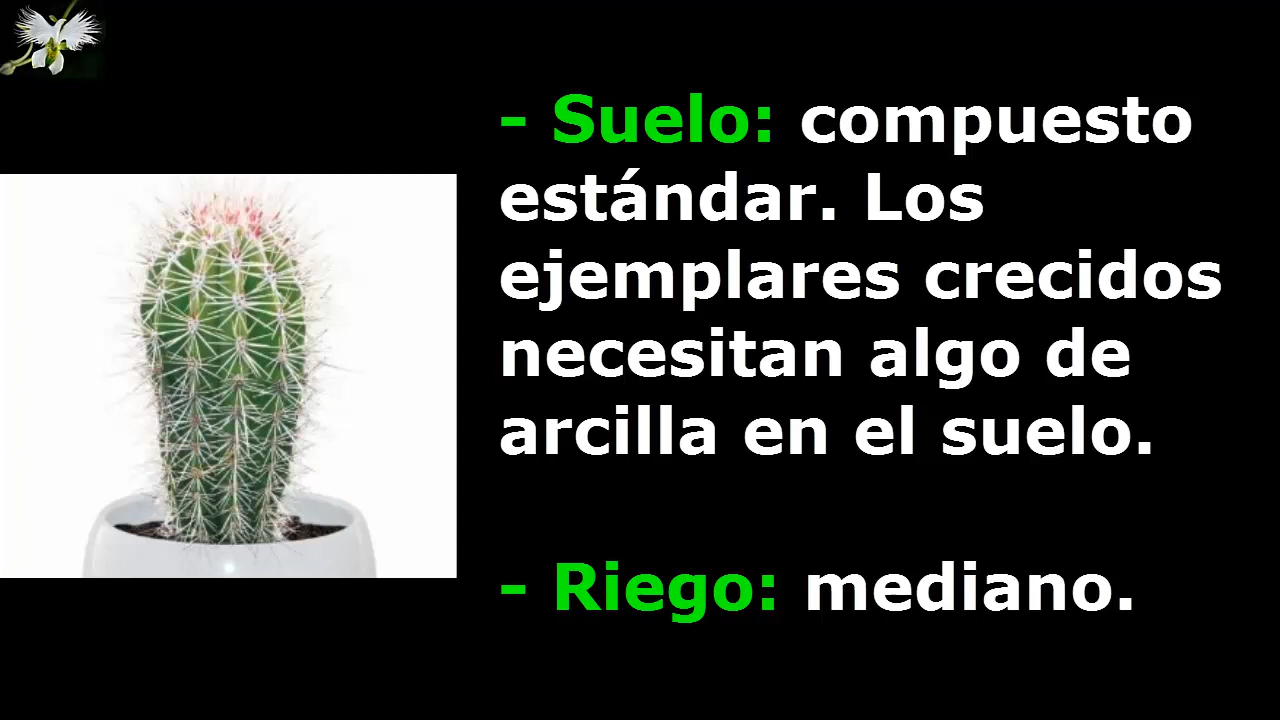 - Suelo: compuesto
estándar. Los
ejemplares crecidos
necesitan algo de
arcilla en el suelo.
- Riego: mediano.